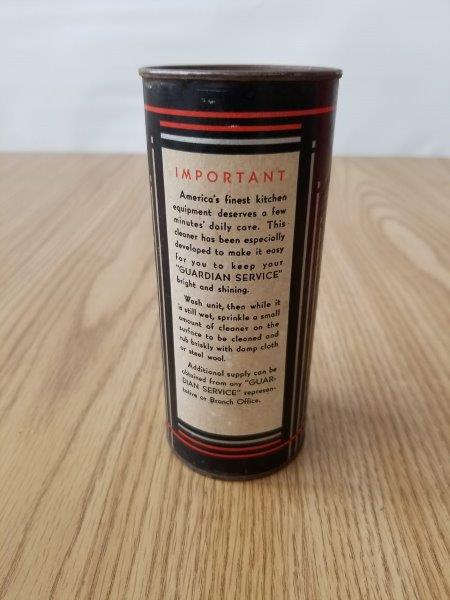 IMPORTANT
America's finest kitchen
equipment deserves a few
minutes' daily care. This
cleaner has been especially
developed to make it easy
for you to keep your
"GUARDIAN SERVICE"
bright and shining.
Wash unit, then while it
is still wet, sprinkle a small
amount of cleaner on the
surface to be cleaned and
rub briskly with damp cloth
or steel wool.
Additional supply can be
obtained from any "GUAR-
DIAN SERVICE" represen-
tative or Branch Office.